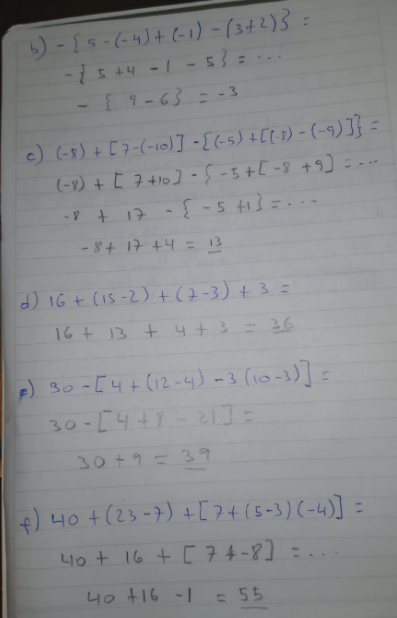 b) -{5-(-4)+(-1)-(3+2)} =
-{5+4-1-5} = ...
-{9-6} = -3
c) (-8)+[7-(-10)]-{(-5)+[(-8)-(-9)]} =
(-8)+[7+10]-{-5+[-8+9] = ...
-8 + 17 -{-5+1} = ...
-8+17+4 = 13
d) 16+(15-2)+(7-3)+3 =
16+13+4+3 = 36
e) 30-[4+(12-4)-3(10-3)] =
30-[4+8-21] =
30+9 = 39
f) 40+(23-7)+[7+(5-3)(-4)] =
40+16+[7+-8] = ...
40+16-1 = 55